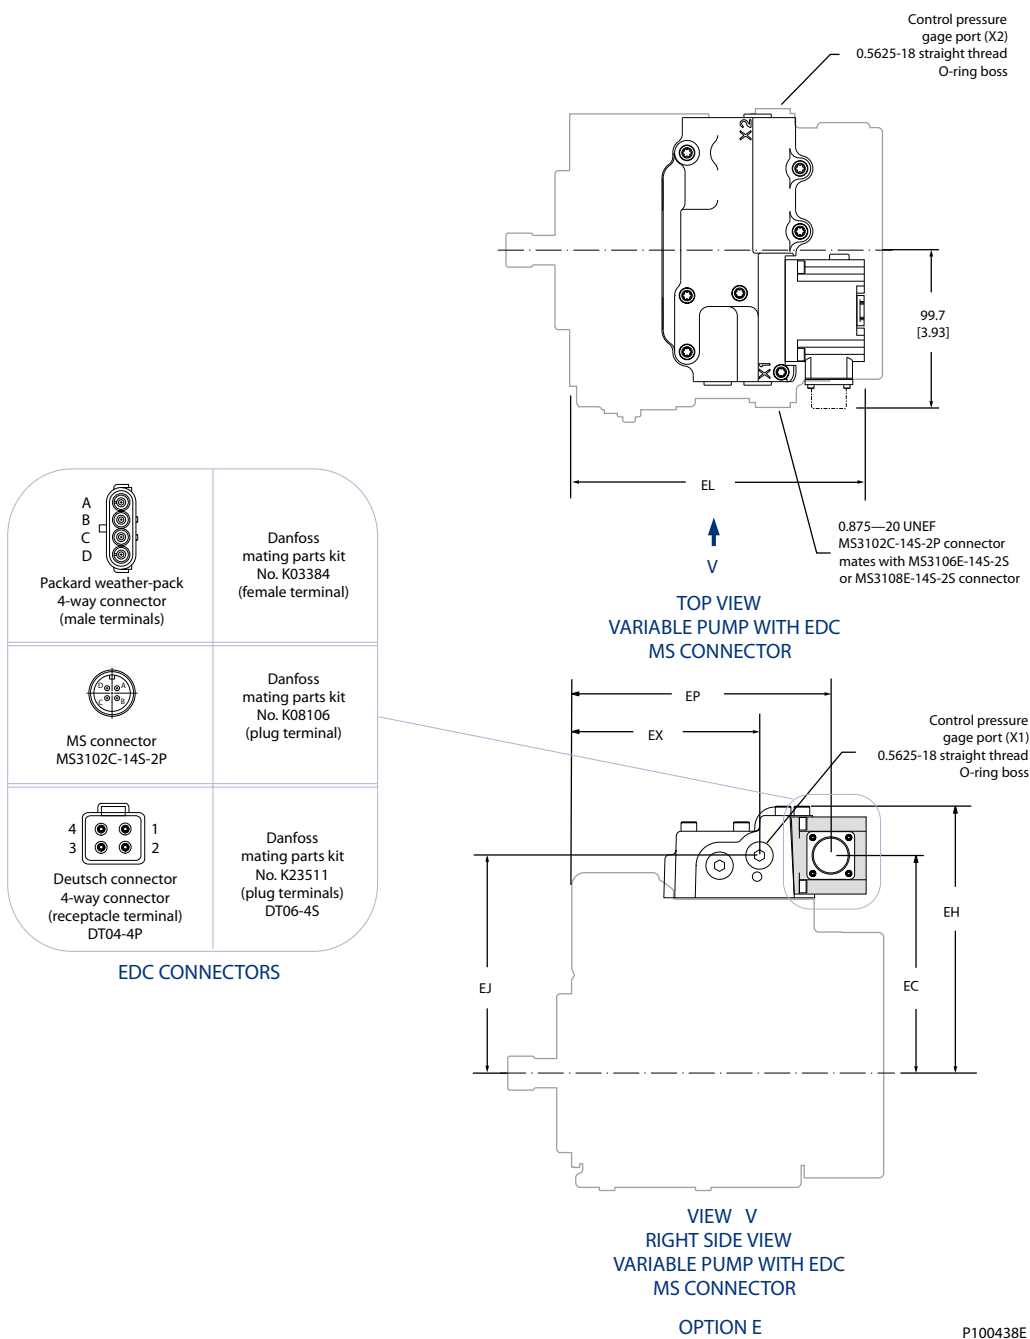 Control pressure
gage port (X2)
0.5625-18 straight thread
O-ring boss
X2
X1
99.7
[3.93]
EL
V
0.875—20 UNEF
MS3102C-14S-2P connector
mates with MS3106E-14S-2S
or MS3108E-14S-2S connector
TOP VIEW
VARIABLE PUMP WITH EDC
MS CONNECTOR
A
B
C
D
Packard weather-pack
4-way connector
(male terminals)
Danfoss
mating parts kit
No. K03384
(female terminal)
D A
C B
MS connector
MS3102C-14S-2P
Danfoss
mating parts kit
No. K08106
(plug terminal)
4 1
3 2
Deutsch connector
4-way connector
(receptacle terminal)
DT04-4P
Danfoss
mating parts kit
No. K23511
(plug terminals)
DT06-4S
EDC CONNECTORS
EP
EX
Control pressure
gage port (X1)
0.5625-18 straight thread
O-ring boss
EH
EC
EJ
VIEW V
RIGHT SIDE VIEW
VARIABLE PUMP WITH EDC
MS CONNECTOR
OPTION E
P100438E